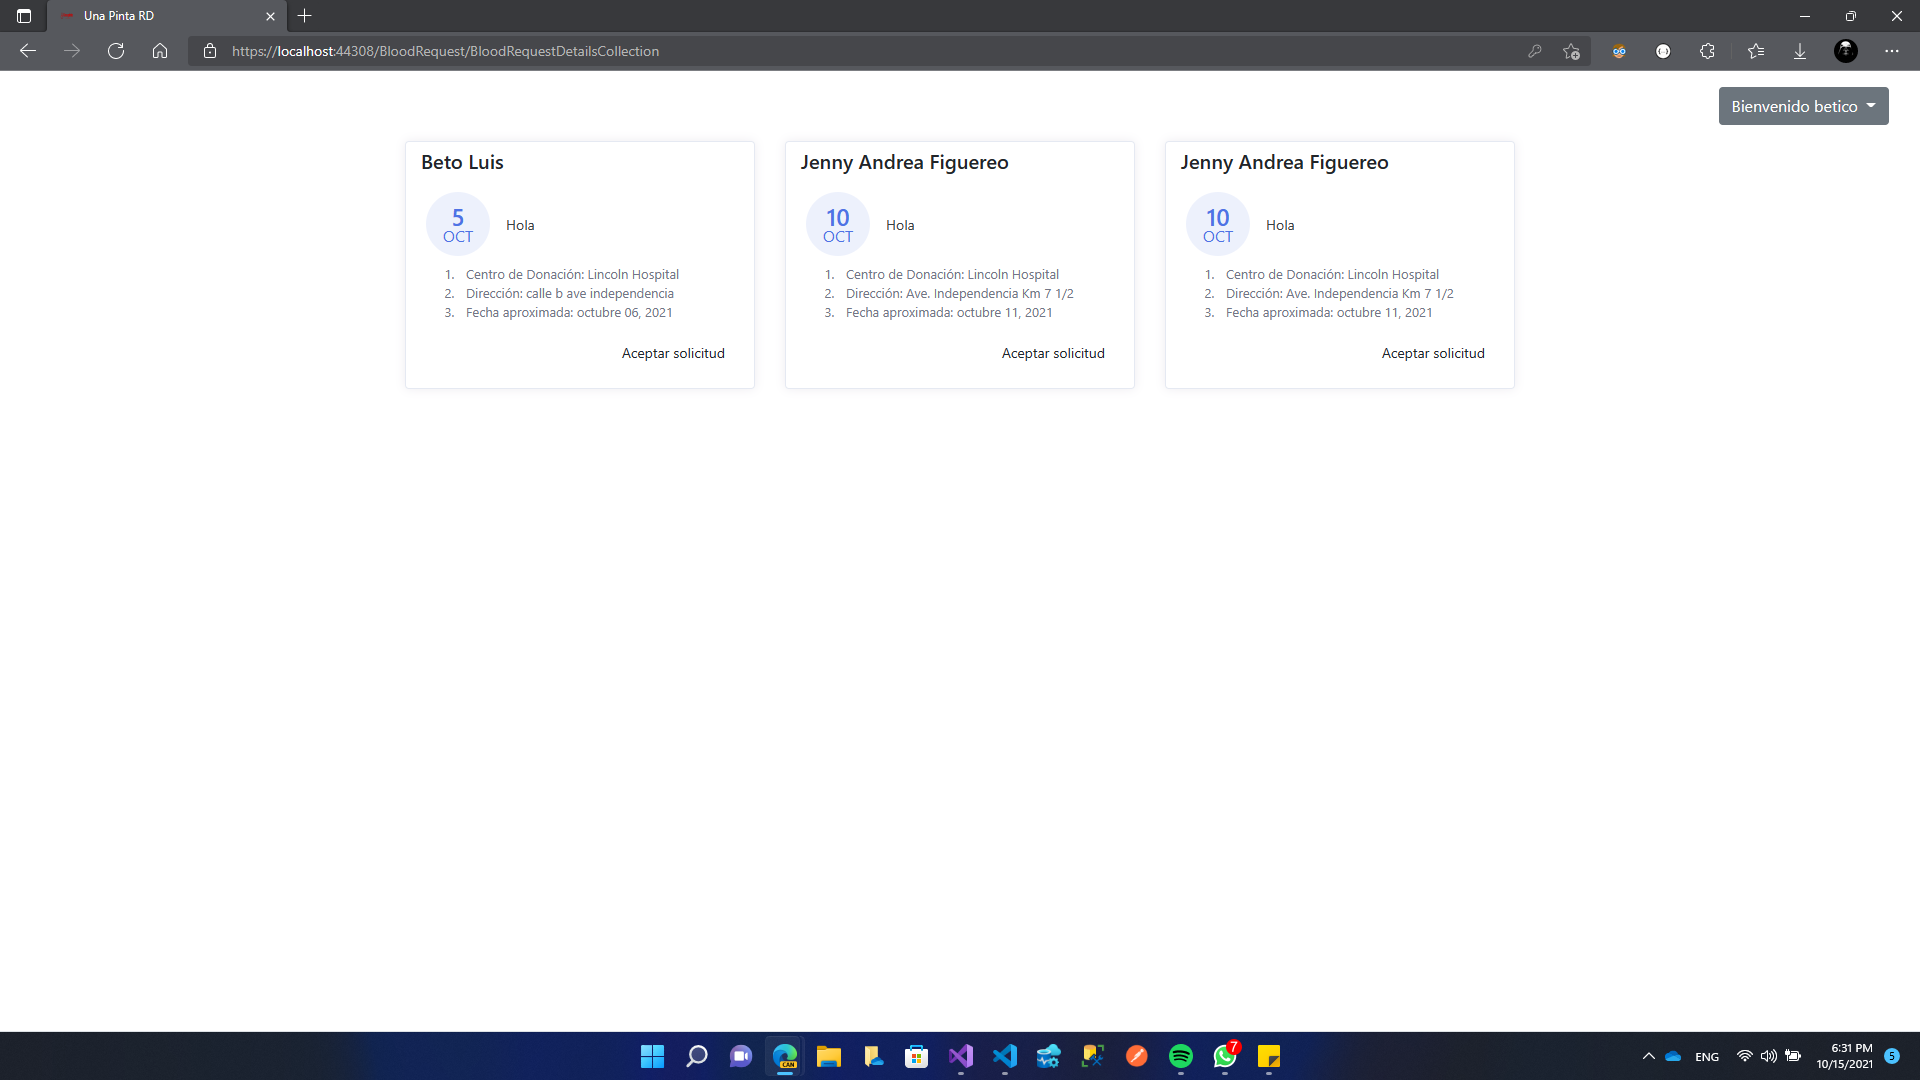 Una Pinta RD
https://localhost:44308/BloodRequest/BloodRequestDetailsCollection
Bienvenido betico
Beto Luis
5
OCT
Hola
1. Centro de Donación: Lincoln Hospital
2. Dirección: calle b ave independencia
3. Fecha aproximada: octubre 06, 2021
Aceptar solicitud
Jenny Andrea Figuereo
10
OCT
Hola
1. Centro de Donación: Lincoln Hospital
2. Dirección: Ave. Independencia Km 7 1/2
3. Fecha aproximada: octubre 11, 2021
Aceptar solicitud
Jenny Andrea Figuereo
10
OCT
Hola
1. Centro de Donación: Lincoln Hospital
2. Dirección: Ave. Independencia Km 7 1/2
3. Fecha aproximada: octubre 11, 2021
Aceptar solicitud
CAN
7
ENG
6:31 PM
10/15/2021
5